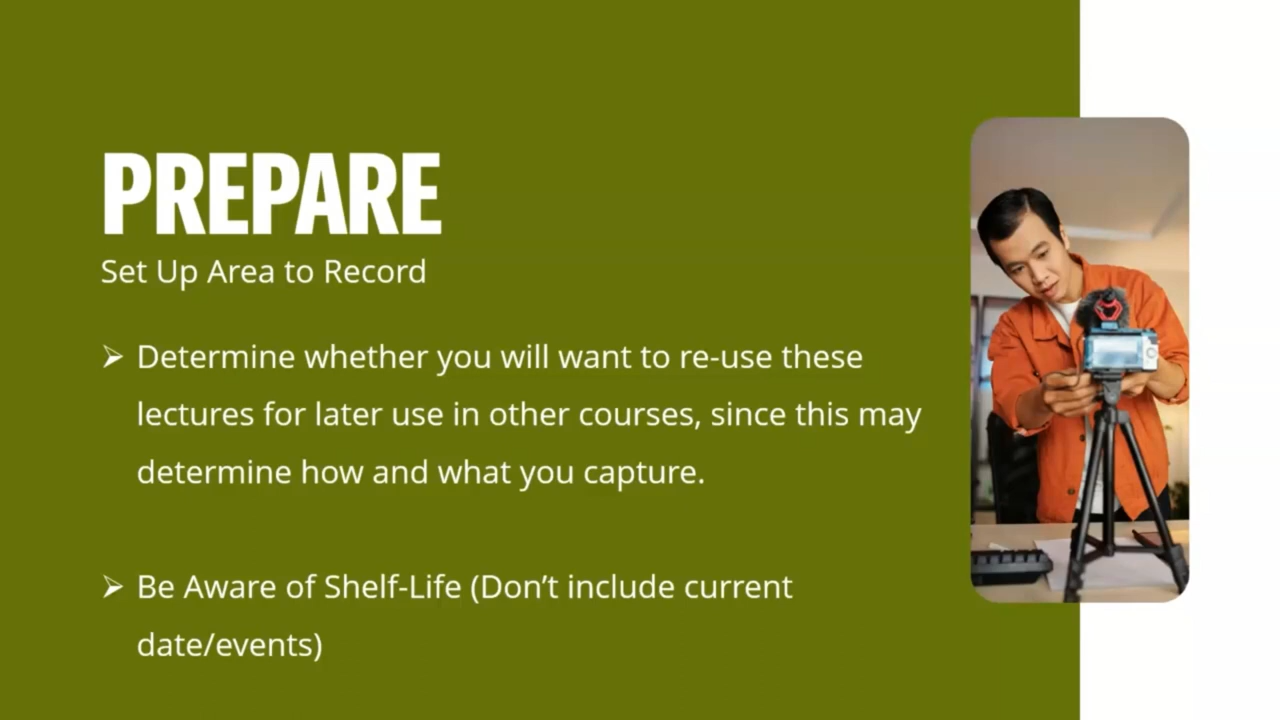 PREPARE
Set Up Area to Record
➢ Determine whether you will want to re-use these
lectures for later use in other courses, since this may
determine how and what you capture.
➢ Be Aware of Shelf-Life (Don’t include current
date/events)